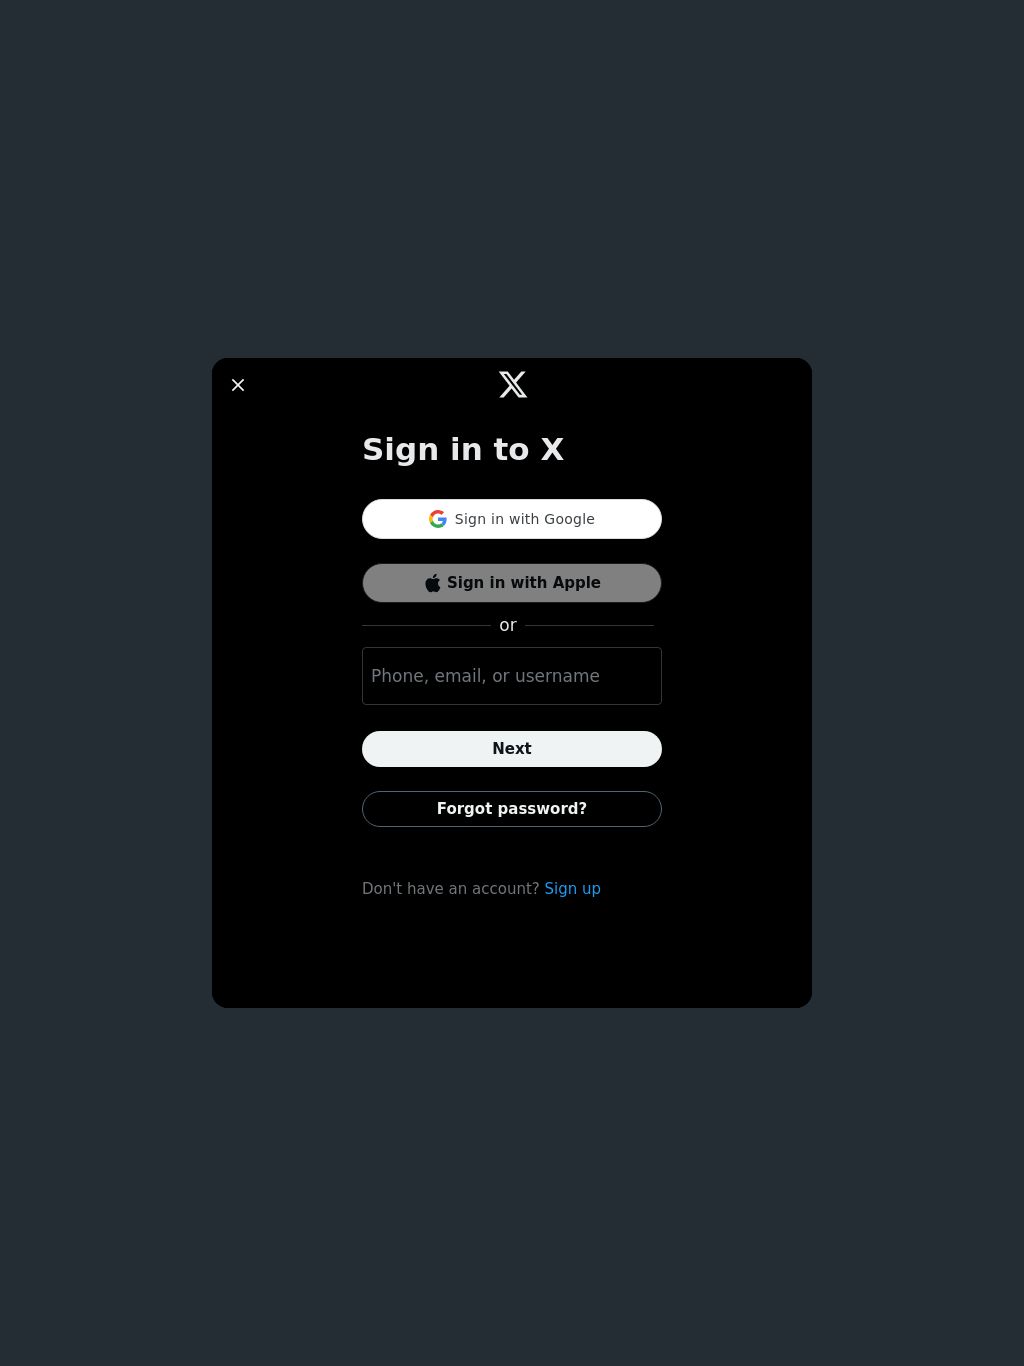 Sign in to X
Sign in with Google
Sign in with Apple
or
Phone, email, or username
Next
Forgot password?
Don't have an account? Sign up